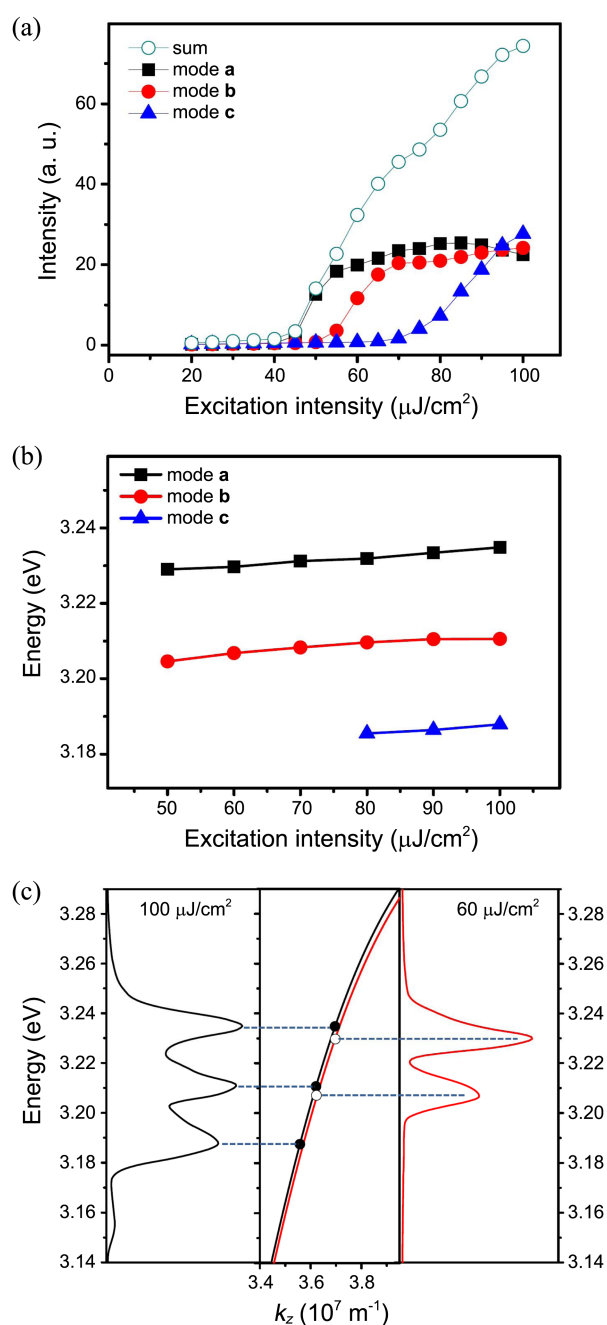 (a)
sum
mode a
mode b
mode c
Intensity (a. u.)
60
40
20
0
0 20 40 60 80 100
Excitation intensity (μJ/cm²)
(b)
mode a
mode b
mode c
Energy (eV)
3.24
3.22
3.20
3.18
50 60 70 80 90 100
Excitation intensity (μJ/cm²)
(c)
100 μJ/cm²
60 μJ/cm²
Energy (eV)
3.28 3.28
3.26 3.26
3.24 3.24
3.22 3.22
3.20 3.20
3.18 3.18
3.16 3.16
3.14 3.14
3.4 3.6 3.8
kz (10⁷ m⁻¹)